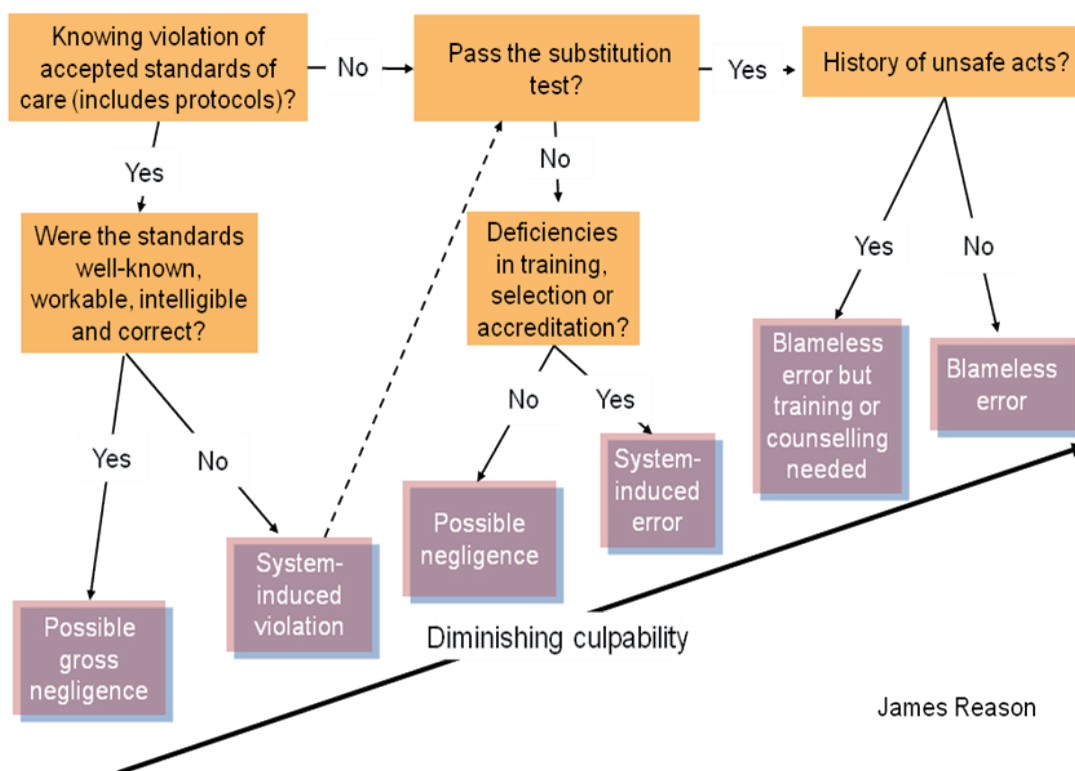 Knowing violation of
accepted standards of
care (includes protocols)?
No
Pass the substitution
test?
Yes
History of unsafe acts?
Yes
Were the standards
well-known,
workable, intelligible
and correct?
No
Deficiencies
in training,
selection or
accreditation?
Yes
No
Yes
No
No
Yes
Blameless
error but
training or
counselling
needed
Blameless
error
System-
induced
error
Possible
negligence
System-
induced
violation
Possible
gross
negligence
Diminishing culpability
James Reason